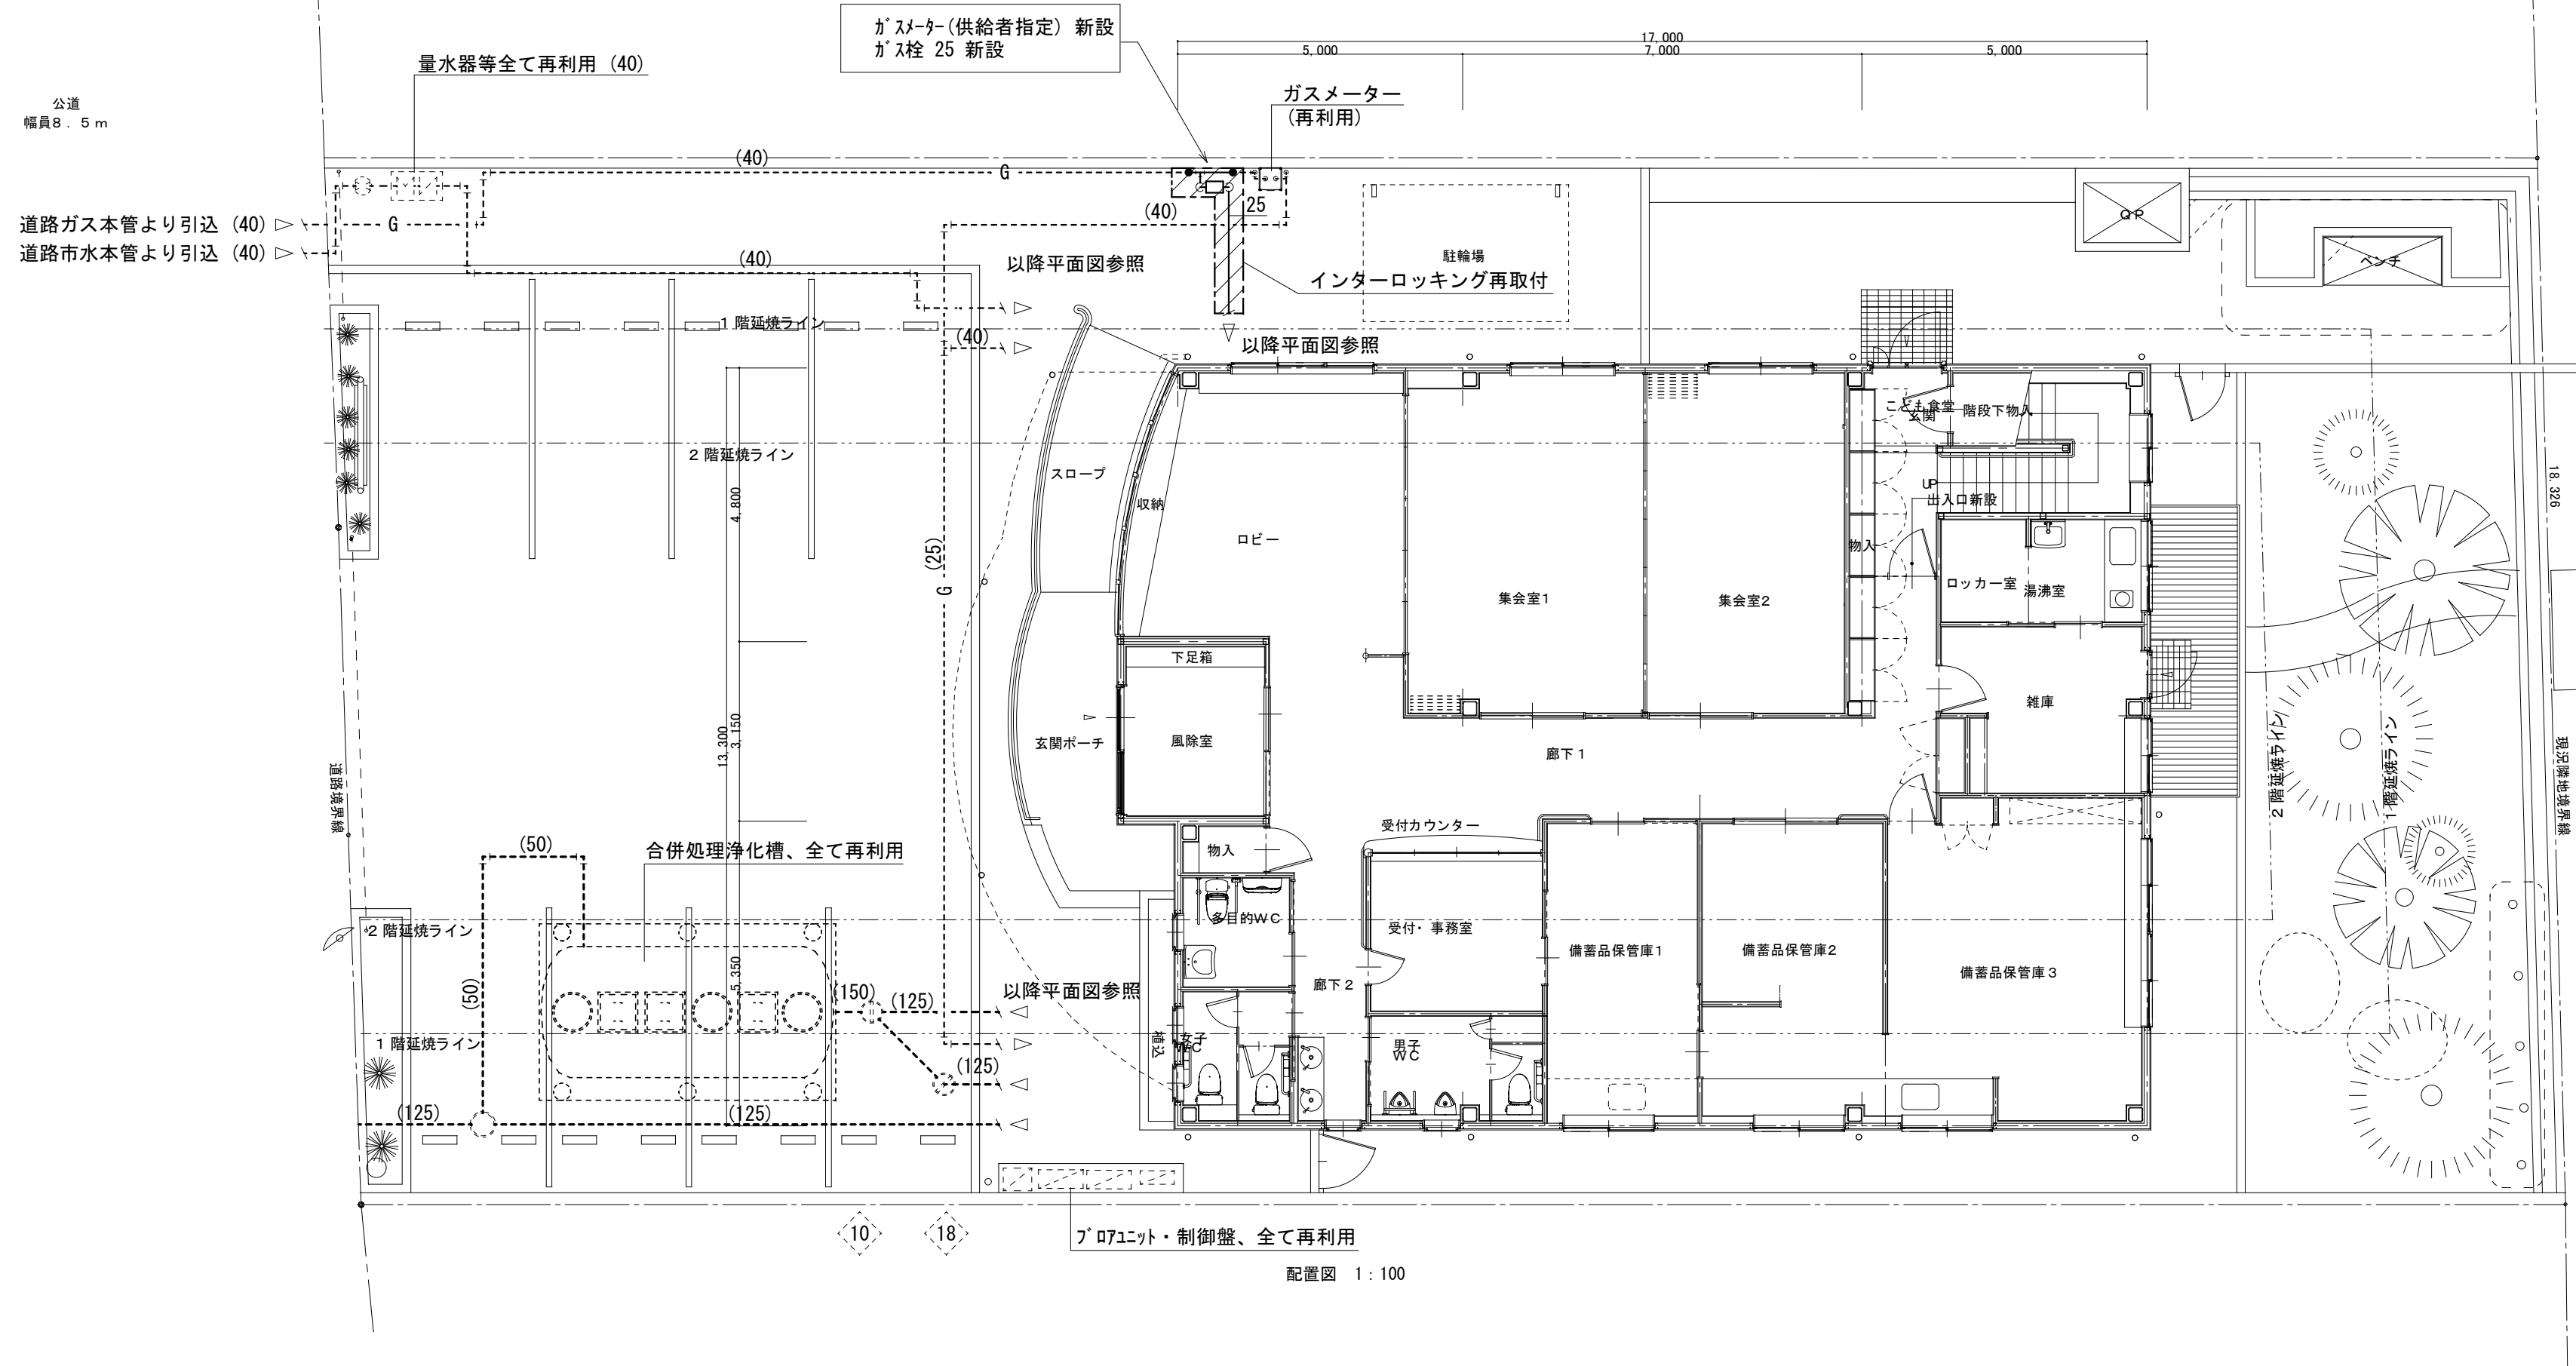 ガスメーター(供給者指定) 新設
ガス栓 25 新設
17,000
5,000
7,000
5,000
量水器等全て再利用 (40)
公道
幅員8.5m
ガスメーター
(再利用)
(40)
G
道路ガス本管より引込 (40)
G
道路市水本管より引込 (40)
(40)
25
QP
ベンチ
(40)
以降平面図参照
駐輪場
インターロッキング再取付
1階延焼ライン
(40)
以降平面図参照
こども食堂
玄関
階段下物入
2階延焼ライン
スロープ
収納
4,800
UP
出入口新設
18.326
ロビー
物入
(25)
G
集会室1
集会室2
ロッカー室
湯沸室
下足箱
雑庫
玄関ポーチ
風除室
廊下1
13,300
3,150
道路境界線
2階延焼ライン
1階延焼ライン
現況隣地境界線
受付カウンター
(50)
合併処理浄化槽、全て再利用
物入
多目的WC
2階延焼ライン
受付・事務室
備蓄品保管庫1
備蓄品保管庫2
備蓄品保管庫3
5,350
(50)
(150)
(125)
以降平面図参照
廊下2
植込
女子
WC
男子
WC
1階延焼ライン
(125)
(125)
(125)
10
18
ブロアユニット・制御盤、全て再利用
配置図 1:100